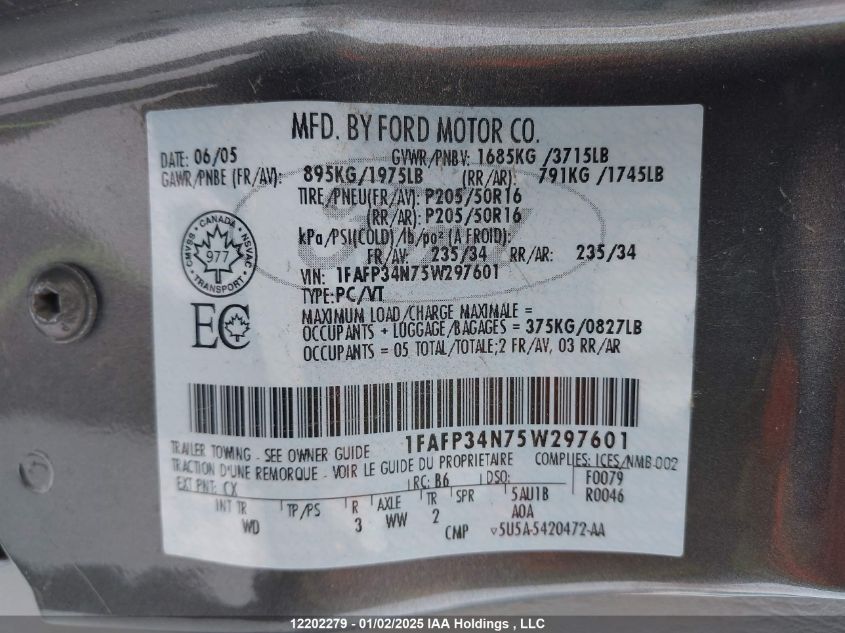 MFD. BY FORD MOTOR CO.
DATE: 06/05 GVWR/PNBV: 1685KG /3715LB
GAWR/PNBE (FR/AV): 895KG/1975LB (RR/AR): 791KG /1745LB
TIRE/PNEU(FR/AV): P205/50R16
(RR/AR): P205/50R16
kPa/PSI(COLD)/lb/po² (A FROID):
FR/AV: 235/34 RR/AR: 235/34
VIN: 1FAFP34N75W297601
TYPE: PC/VT
MAXIMUM LOAD/CHARGE MAXIMALE =
OCCUPANTS + LUGGAGE/BAGAGES = 375KG/0827LB
OCCUPANTS = 05 TOTAL/TOTALE;2 FR/AV, 03 RR/AR
CANADA
CMVSS NSVAC
977
TRANSPORT
EC
1FAFP34N75W297601
TRAILER TOWING - SEE OWNER GUIDE
TRACTION D'UNE REMORQUE - VOIR LE GUIDE DU PROPRIETAIRE COMPLIES: ICES/NMB-002
EXT PNT: CX RC: B6 DSO: F0079
INT TR TP/PS R AXLE TR SPR 5AU1B R0046
WD 3 WW 2 AOA
CMP ▿5U5A-5420472-AA
12202279 - 01/02/2025 IAA Holdings , LLC